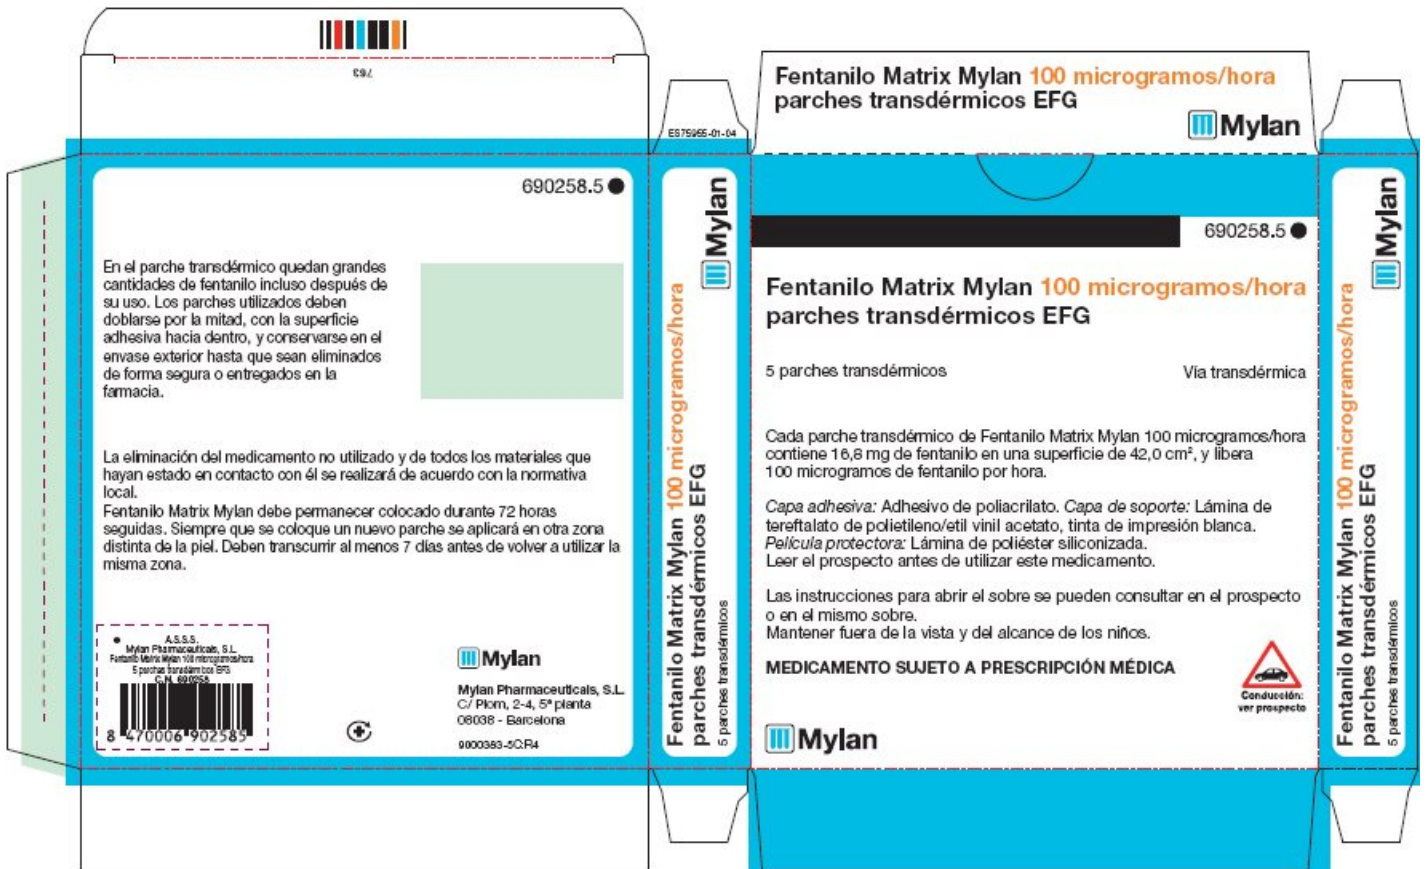 763
ES75955-01-04
Fentanilo Matrix Mylan 100 microgramos/hora
parches transdérmicos EFG
Mylan
690258.5
En el parche transdérmico quedan grandes
cantidades de fentanilo incluso después de
su uso. Los parches utilizados deben
doblarse por la mitad, con la superficie
adhesiva hacia dentro, y conservarse en el
envase exterior hasta que sean eliminados
de forma segura o entregados en la
farmacia.
La eliminación del medicamento no utilizado y de todos los materiales que
hayan estado en contacto con él se realizará de acuerdo con la normativa
local.
Fentanilo Matrix Mylan debe permanecer colocado durante 72 horas
seguidas. Siempre que se coloque un nuevo parche se aplicará en otra zona
distinta de la piel. Deben transcurrir al menos 7 días antes de volver a utilizar la
misma zona.
A.S.S.S.
Mylan Pharmaceuticals, S.L.
Fentanilo Matrix Mylan 100 microgramos/hora
5 parches transdérmicos EFG
C.N. 690258
8 470006 902585
Mylan
Mylan Pharmaceuticals, S.L.
C/ Plom, 2-4, 5ª planta
08038 - Barcelona
9000383-5CR4
Fentanilo Matrix Mylan 100 microgramos/hora
parches transdérmicos EFG
5 parches transdérmicos
Mylan
690258.5
Fentanilo Matrix Mylan 100 microgramos/hora
parches transdérmicos EFG
5 parches transdérmicos
Vía transdérmica
Cada parche transdérmico de Fentanilo Matrix Mylan 100 microgramos/hora
contiene 16,8 mg de fentanilo en una superficie de 42,0 cm², y libera
100 microgramos de fentanilo por hora.
Capa adhesiva: Adhesivo de poliacrilato. Capa de soporte: Lámina de
tereftalato de polietileno/etil vinil acetato, tinta de impresión blanca.
Película protectora: Lámina de poliéster siliconizada.
Leer el prospecto antes de utilizar este medicamento.
Las instrucciones para abrir el sobre se pueden consultar en el prospecto
o en el mismo sobre.
Mantener fuera de la vista y del alcance de los niños.
MEDICAMENTO SUJETO A PRESCRIPCIÓN MÉDICA
Conducción:
ver prospecto
Mylan
Fentanilo Matrix Mylan 100 microgramos/hora
parches transdérmicos EFG
5 parches transdérmicos
Mylan